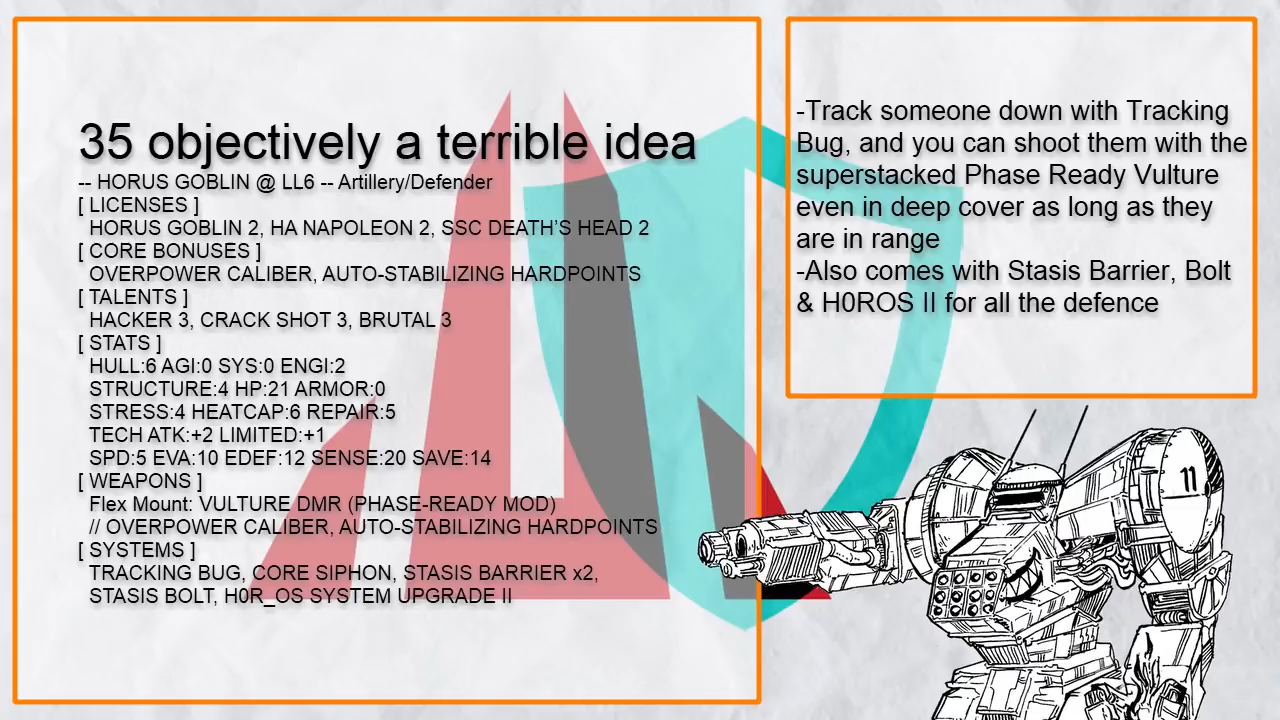 35 objectively a terrible idea
-- HORUS GOBLIN @ LL6 -- Artillery/Defender
[ LICENSES ]
HORUS GOBLIN 2, HA NAPOLEON 2, SSC DEATH'S HEAD 2
[ CORE BONUSES ]
OVERPOWER CALIBER, AUTO-STABILIZING HARDPOINTS
[ TALENTS ]
HACKER 3, CRACK SHOT 3, BRUTAL 3
[ STATS ]
HULL:6 AGI:0 SYS:0 ENGI:2
STRUCTURE:4 HP:21 ARMOR:0
STRESS:4 HEATCAP:6 REPAIR:5
TECH ATK:+2 LIMITED:+1
SPD:5 EVA:10 EDEF:12 SENSE:20 SAVE:14
[ WEAPONS ]
Flex Mount: VULTURE DMR (PHASE-READY MOD)
// OVERPOWER CALIBER, AUTO-STABILIZING HARDPOINTS
[ SYSTEMS ]
TRACKING BUG, CORE SIPHON, STASIS BARRIER x2,
STASIS BOLT, H0R_OS SYSTEM UPGRADE II
-Track someone down with Tracking
Bug, and you can shoot them with the
superstacked Phase Ready Vulture
even in deep cover as long as they
are in range
-Also comes with Stasis Barrier, Bolt
& H0ROS II for all the defence
11